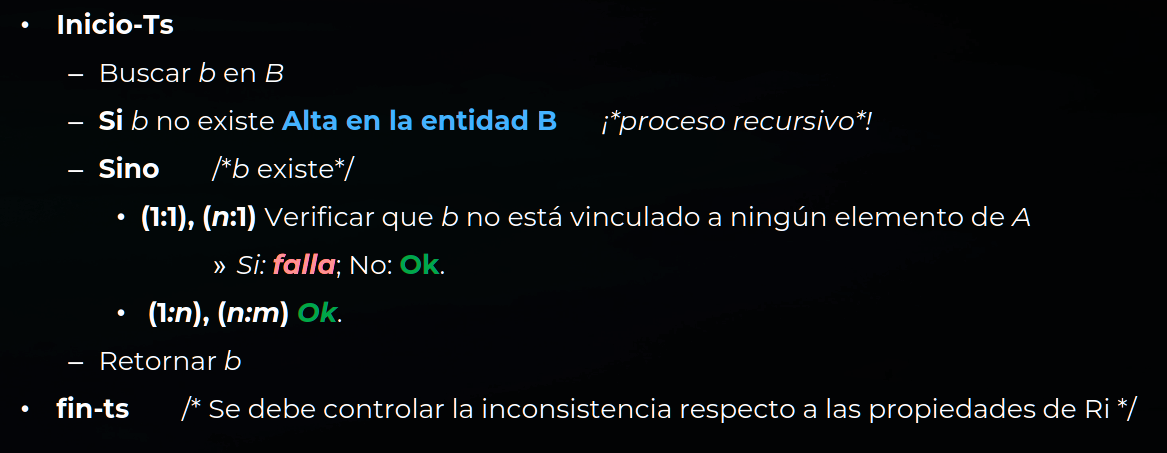 • Inicio-Ts
– Buscar b en B
– Si b no existe Alta en la entidad B ¡*proceso recursivo*!
– Sino /*b existe*/
• (1:1), (n:1) Verificar que b no está vinculado a ningún elemento de A
» Si: falla; No: Ok.
• (1:n), (n:m) Ok.
– Retornar b
• fin-ts /* Se debe controlar la inconsistencia respecto a las propiedades de Ri */